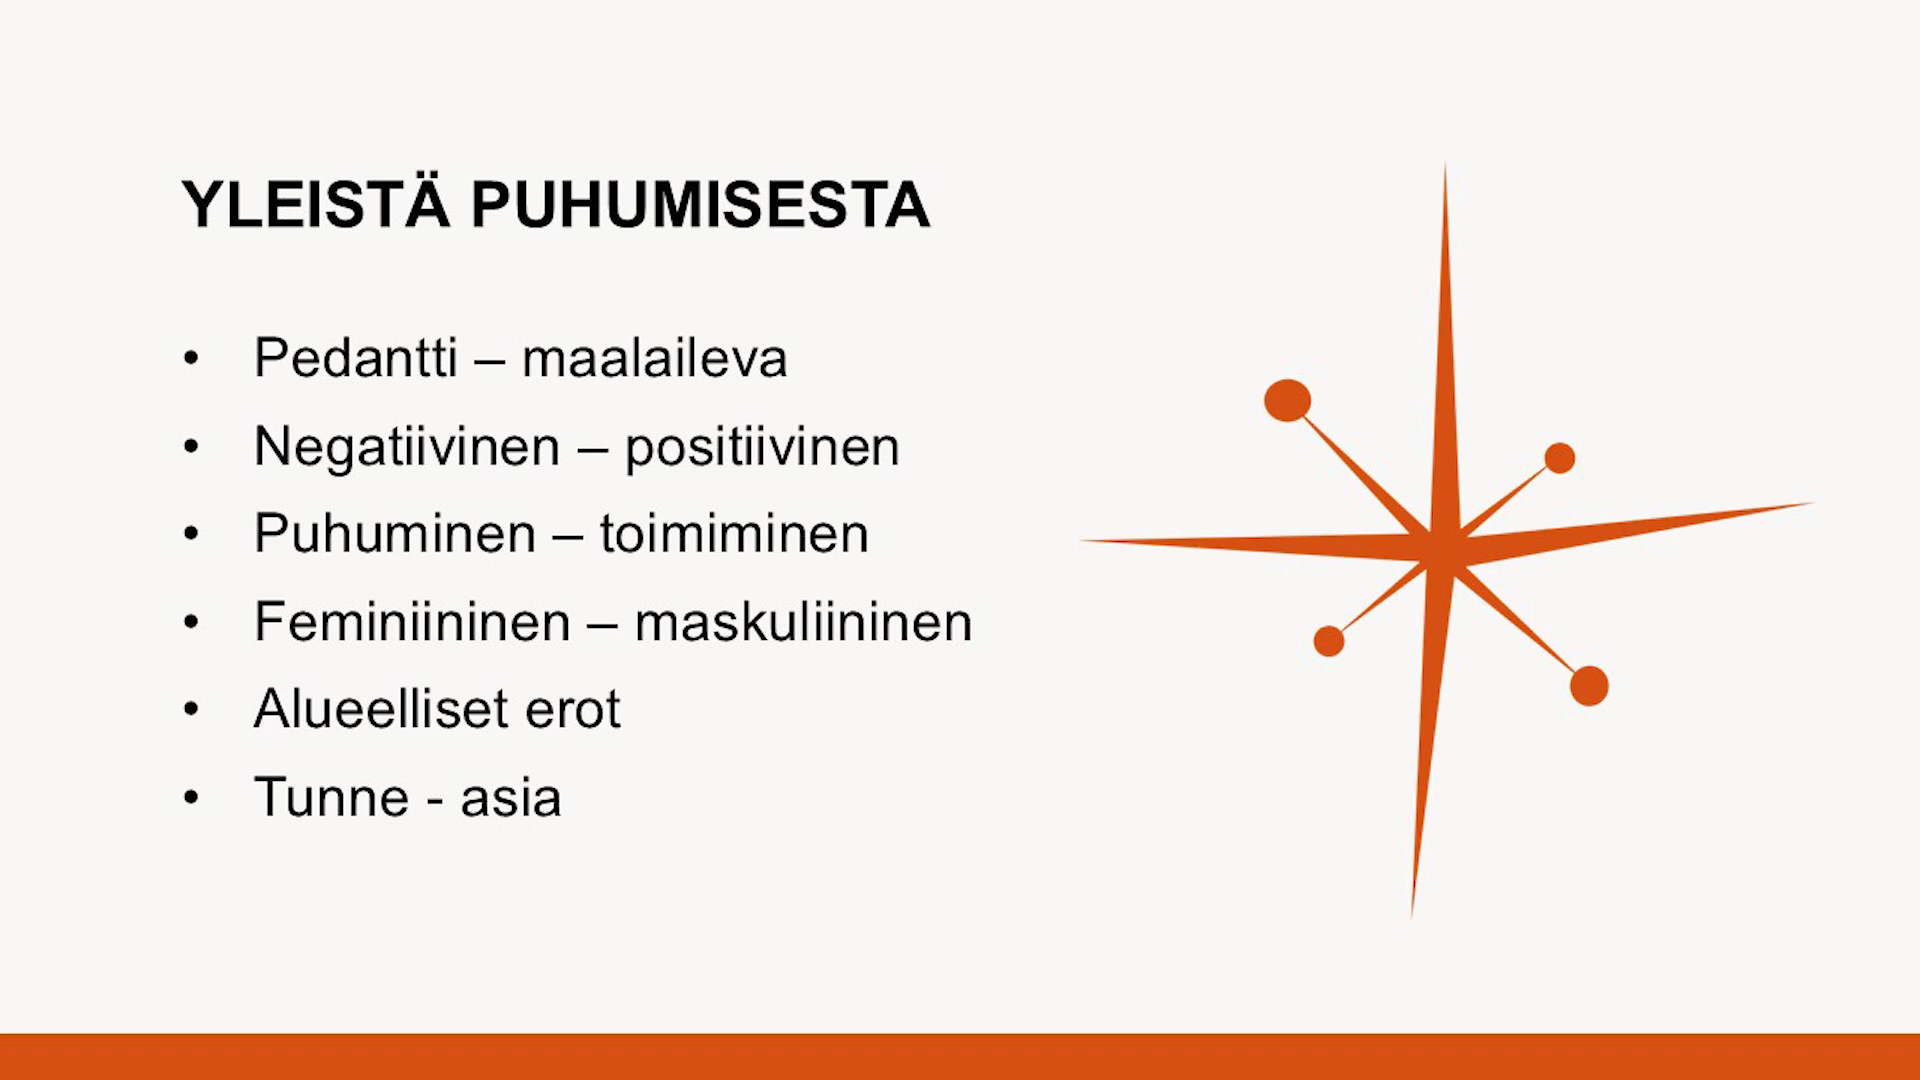 YLEISTÄ PUHUMISESTA
• Pedantti – maalaileva
• Negatiivinen – positiivinen
• Puhuminen – toimiminen
• Feminiininen – maskuliininen
• Alueelliset erot
• Tunne - asia